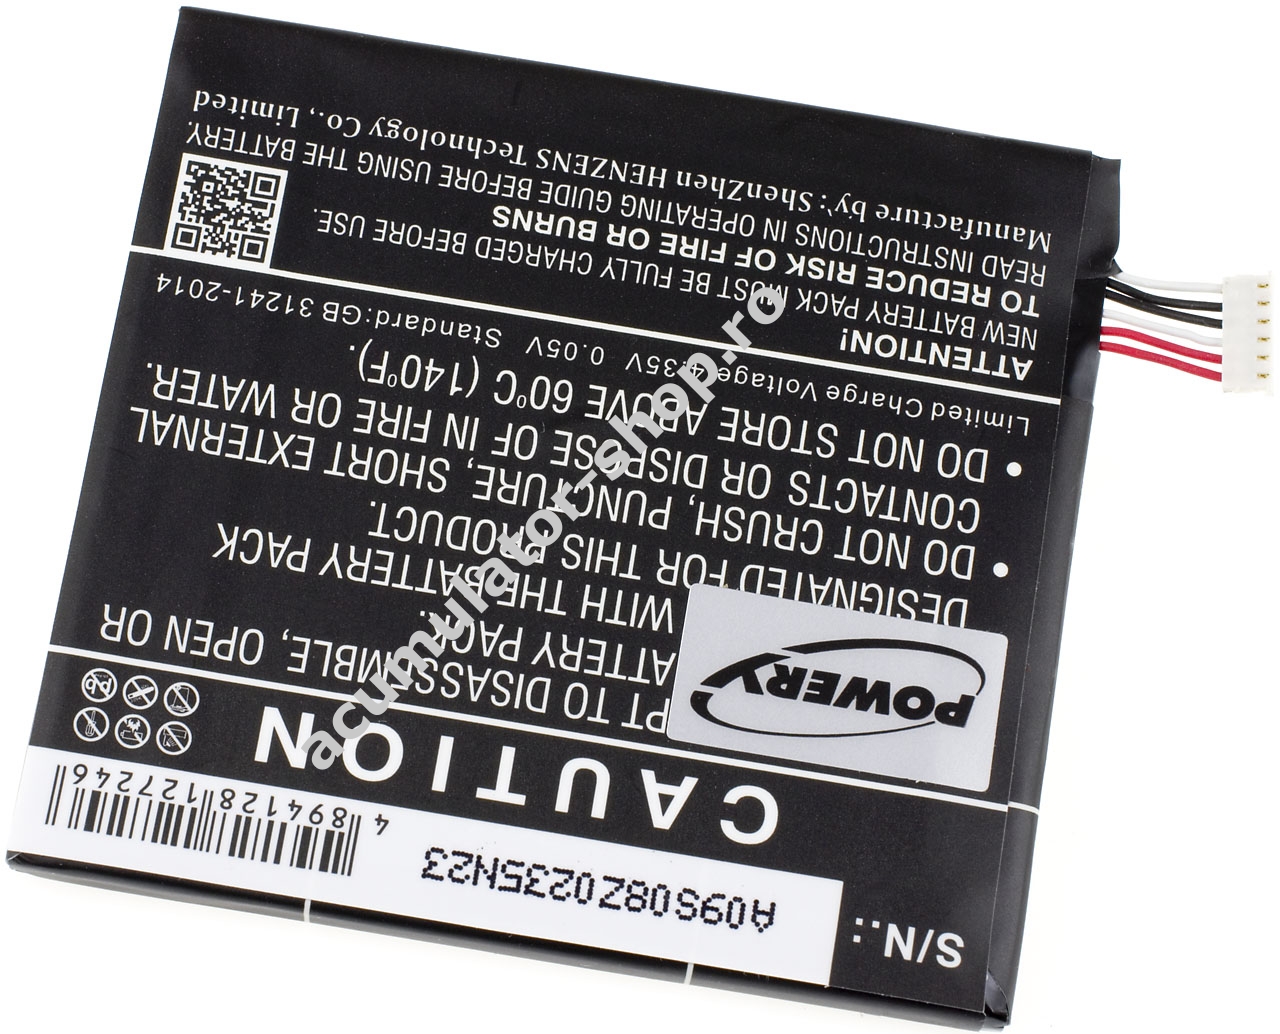 S/N.:
A09S08Z0235N23
4 894128 127246
CAUTION
PT TO DISASSEMBLE, OPEN OR
ATTERY PACK.
WITH THE BATTERY PACK
DESIGNATED FOR THIS PRODUCT.
• DO NOT CRUSH, PUNCTURE, SHORT EXTERNAL
CONTACTS OR DISPOSE OF IN FIRE OR WATER.
• DO NOT STORE ABOVE 60°C (140°F).
Limited Charge Voltage 4.35V 0.05V Standard:GB 31241-2014
ATTENTION!
NEW BATTERY PACK MUST BE FULLY CHARGED BEFORE USE.
TO REDUCE RISK OF FIRE OR BURNS
READ INSTRUCTIONS IN OPERATING GUIDE BEFORE USING THE BATTERY.
Manufacture by: ShenZhen HENZENS Technology Co., Limited
POWERY
Pb
acumulator-shop.ro